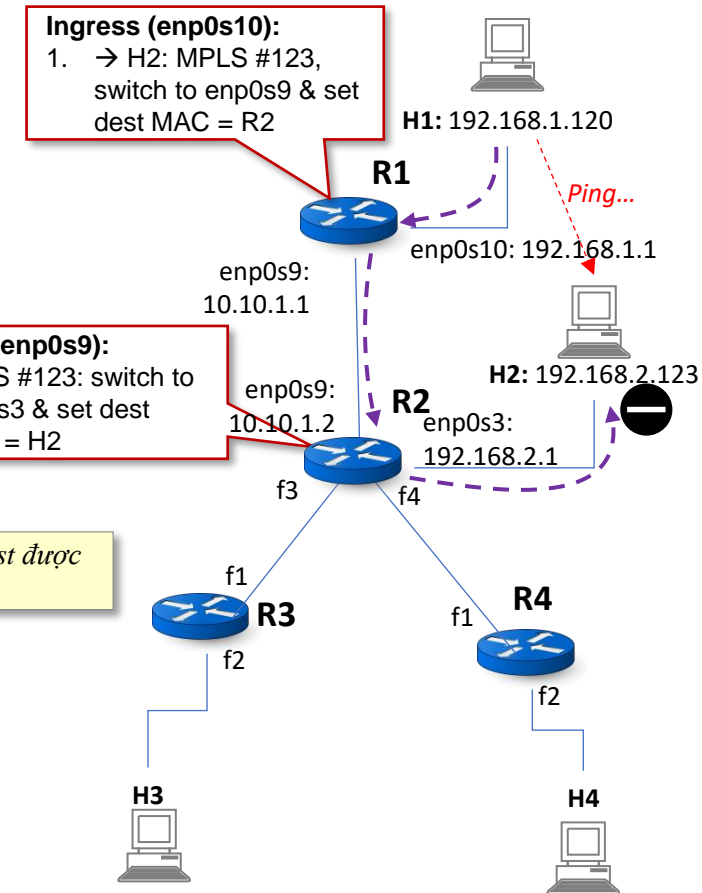 Ingress (enp0s10):
1. → H2: MPLS #123,
switch to enp0s9 & set
dest MAC = R2
H1: 192.168.1.120
R1
Ping...
enp0s10: 192.168.1.1
enp0s9:
10.10.1.1
enp0s9):
#123: switch to
& set dest
= H2
H2: 192.168.2.123
enp0s9:
10.10.1.2
R2
enp0s3:
192.168.2.1
f3
f4
được
f1
R3
f2
f1
R4
f2
H3
H4